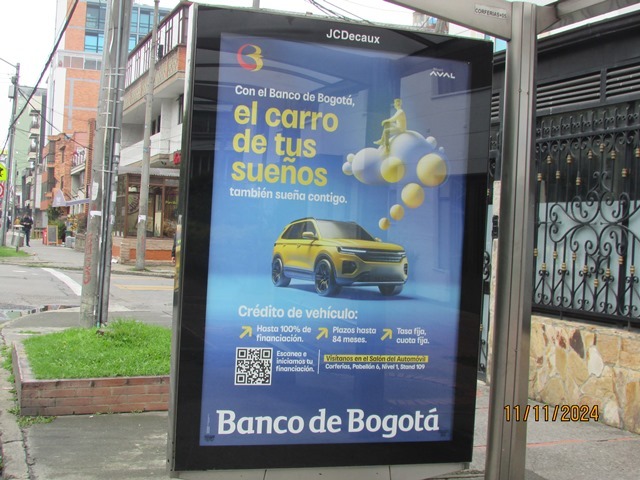 CORFERIAS
JCDecaux
AVAL
Con el Banco de Bogotá,
el carro
de tus
sueños
también sueña contigo.
Crédito de vehículo:
Hasta 100% de
financiación.
Plazos hasta
84 meses.
Tasa fija,
cuota fija.
Escanea e
iniciamos tu
financiación.
Visítanos en el Salón del Automóvil
Corferias, Pabellón 6, Nivel 1, Stand 109
Banco de Bogotá
11/11/2024